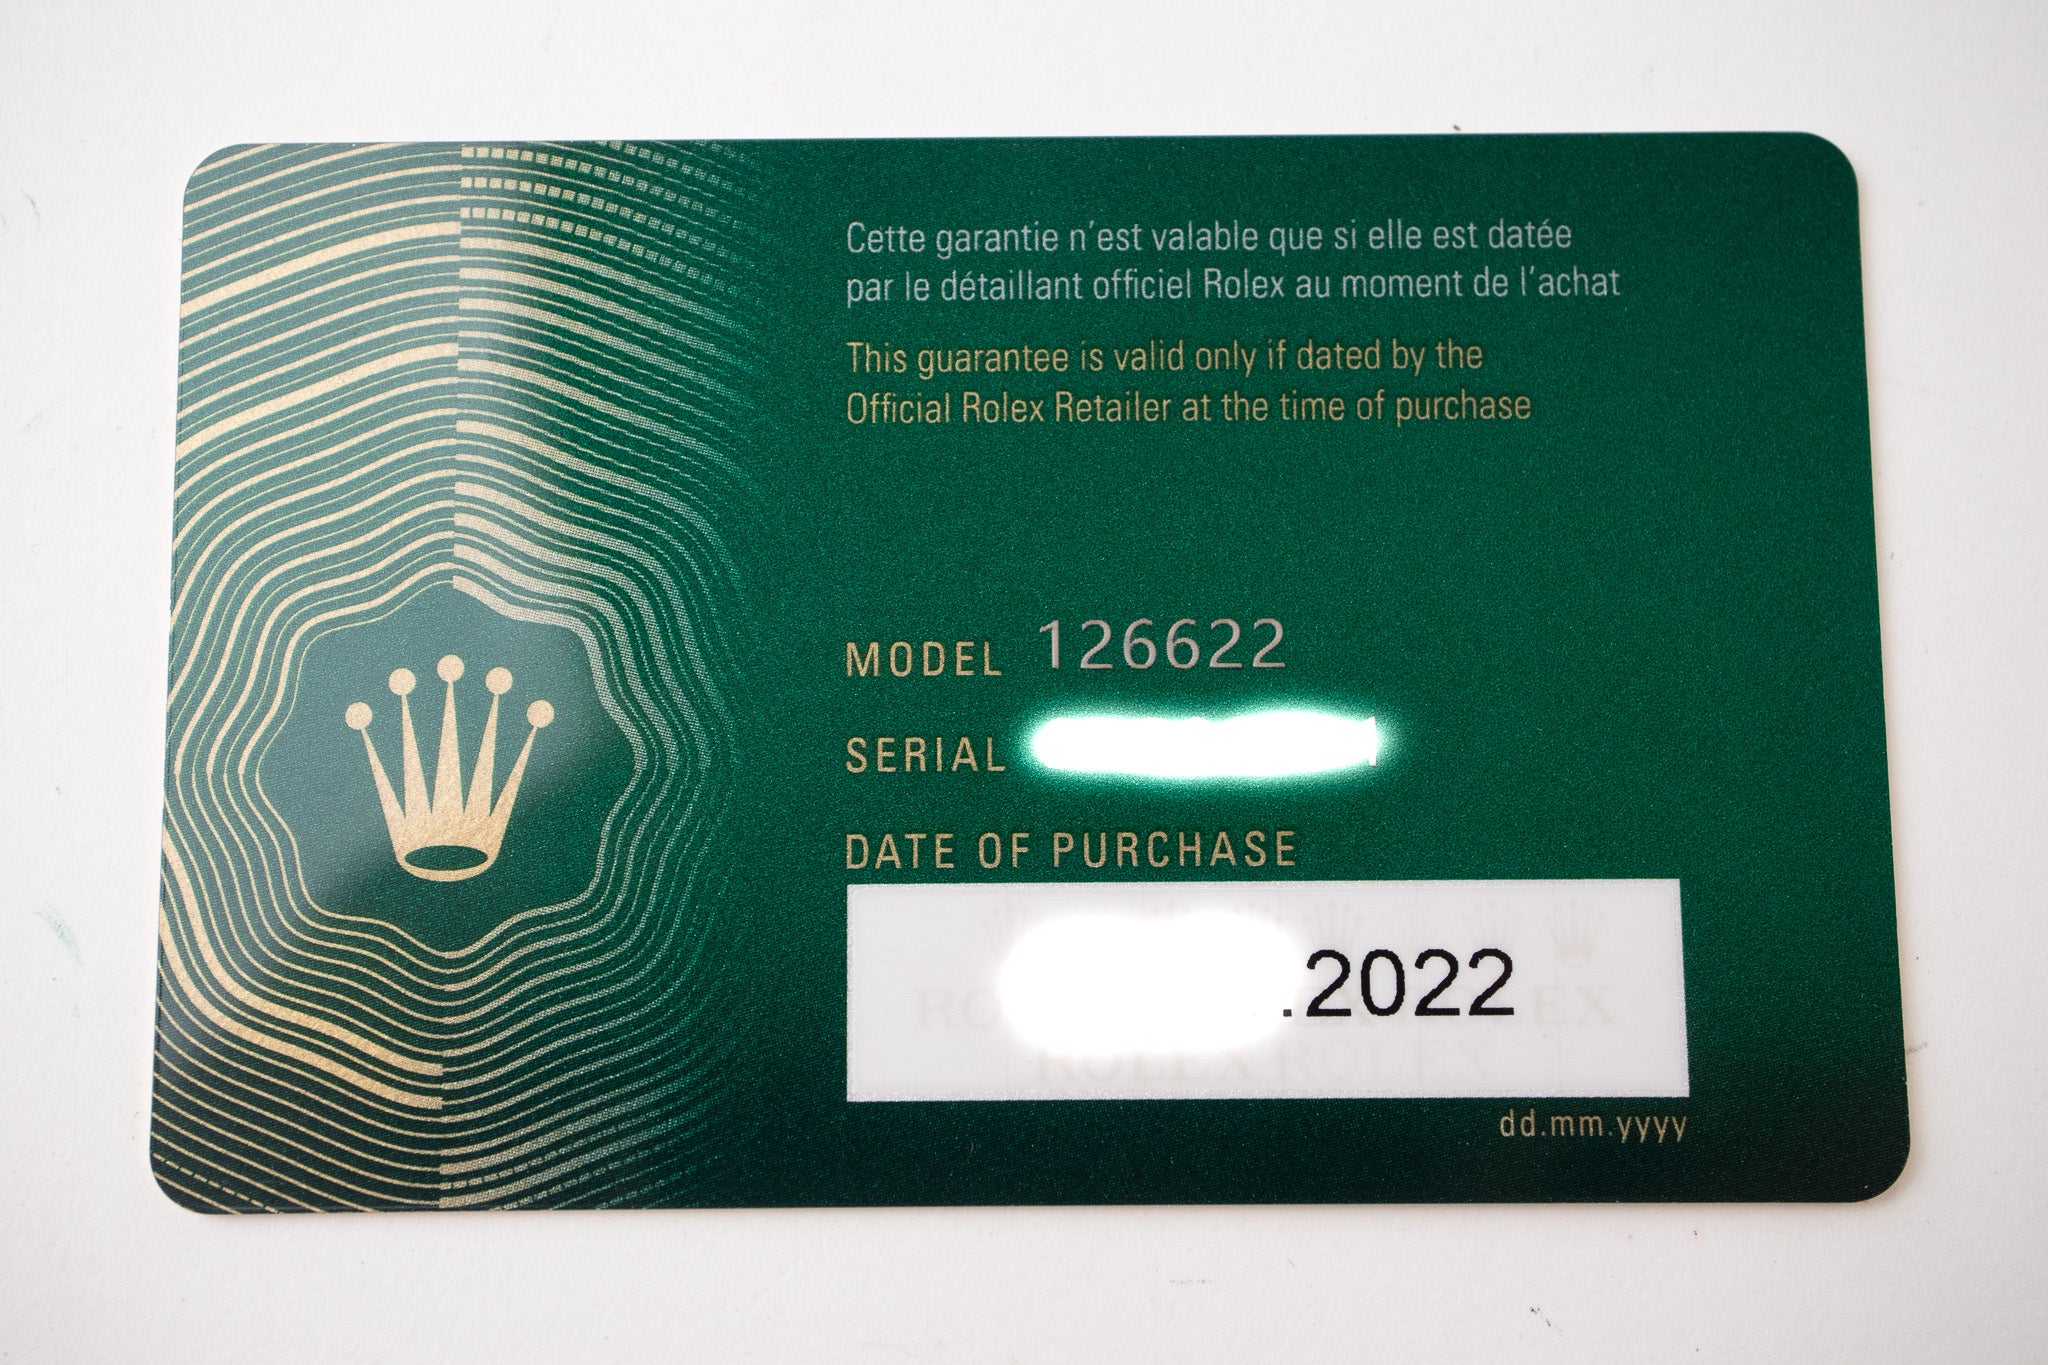 Cette garantie n'est valable que si elle est datée
par le détaillant officiel Rolex au moment de l'achat
This guarantee is valid only if dated by the
Official Rolex Retailer at the time of purchase
MODEL 126622
SERIAL
DATE OF PURCHASE
.2022
ROLEX ROLEX
dd.mm.yyyy